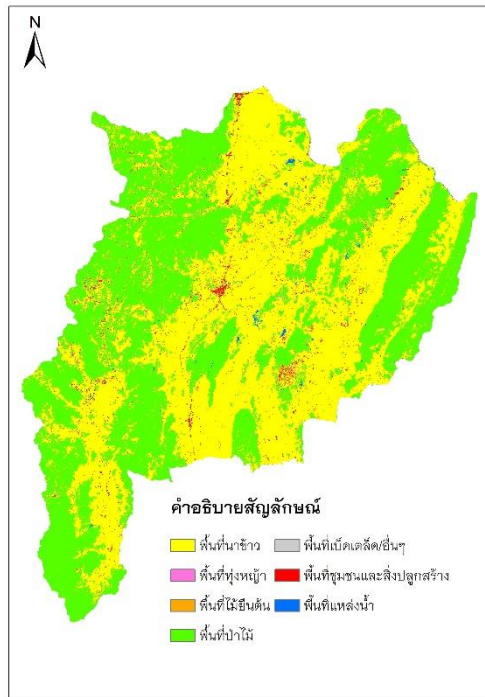 N
คำอธิบายสัญลักษณ์
พื้นที่นาข้าว
พื้นที่เบ็ดเตล็ด/อื่นๆ
พื้นที่ทุ่งหญ้า
พื้นที่ชุมชนและสิ่งปลูกสร้าง
พื้นที่ไม้ยืนต้น
พื้นที่แหล่งน้ำ
พื้นที่ป่าไม้